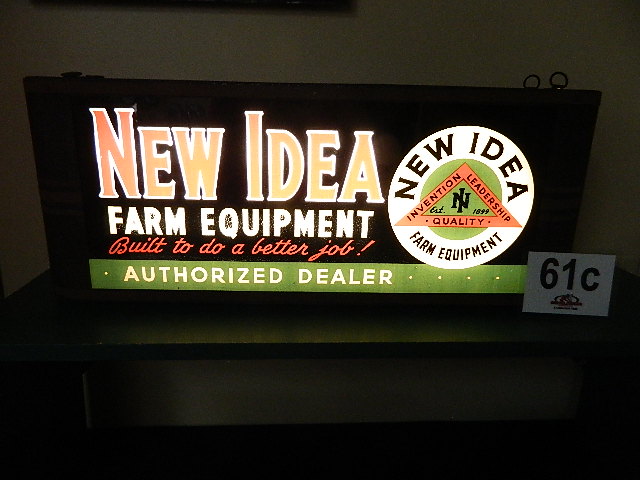 NEW IDEA
FARM EQUIPMENT
Built to do a better job!
· AUTHORIZED DEALER · · · ·
NEW IDEA
INVENTION LEADERSHIP
NI
Est. 1899
· QUALITY ·
FARM EQUIPMENT
61c